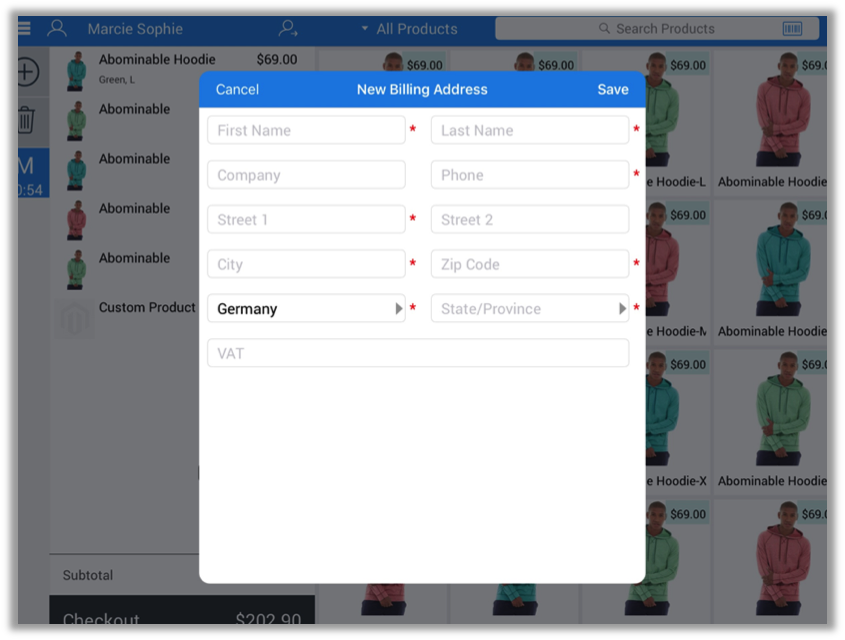 Marcie Sophie
All Products
Search Products
Abominable Hoodie $69.00
Green, L
Abominable
Abominable
Abominable
Abominable
Custom Product
M
0:54
Subtotal
Checkout $202.90
Cancel New Billing Address Save
First Name * Last Name *
Company Phone *
Street 1 * Street 2
City * Zip Code *
Germany * State/Province *
VAT
$69.00 $69.00 $69.00 $69.0
e Hoodie-L Abominable Hoodie
$69.00 $69.0
e Hoodie-M Abominable Hoodie
$69.00 $69.0
e Hoodie-X Abominable Hoodie
$69.00 $69.0